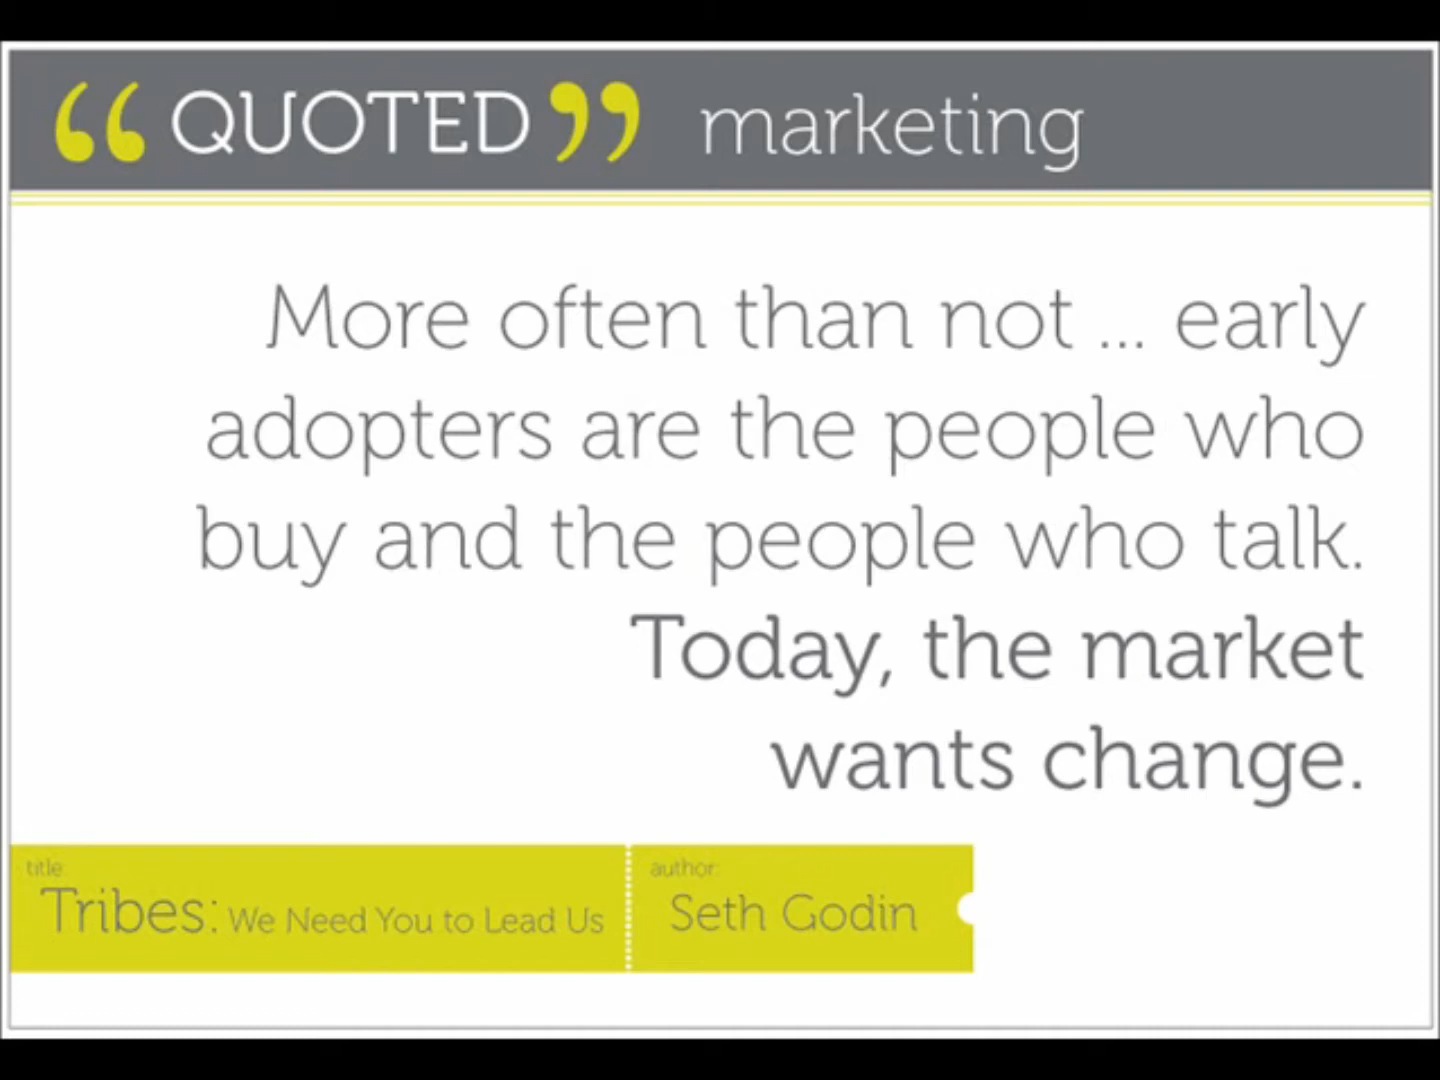 “QUOTED” marketing
More often than not ... early
adopters are the people who
buy and the people who talk.
Today, the market
wants change.
title:
Tribes: We Need You to Lead Us
author:
Seth Godin